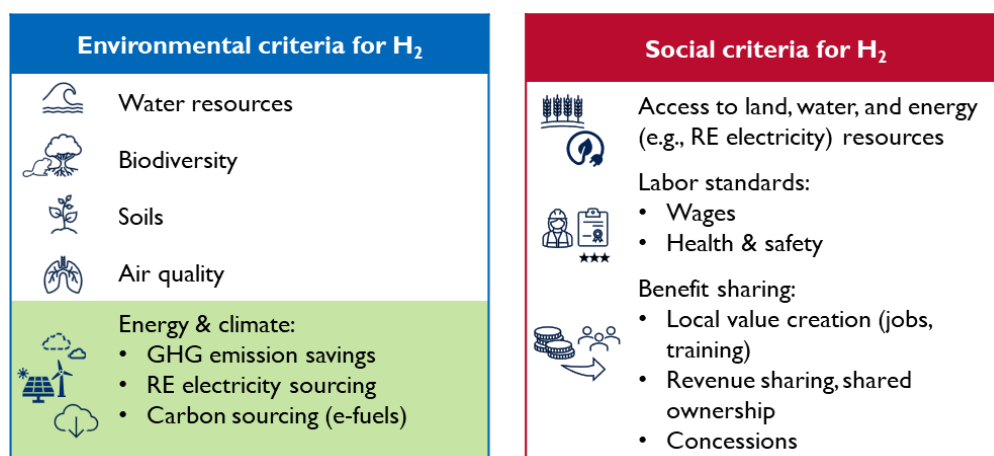 Environmental criteria for H₂
Water resources
Biodiversity
Soils
Air quality
Energy & climate:
• GHG emission savings
• RE electricity sourcing
• Carbon sourcing (e-fuels)
Social criteria for H₂
Access to land, water, and energy
(e.g., RE electricity) resources
Labor standards:
• Wages
• Health & safety
Benefit sharing:
• Local value creation (jobs,
training)
• Revenue sharing, shared
ownership
• Concessions